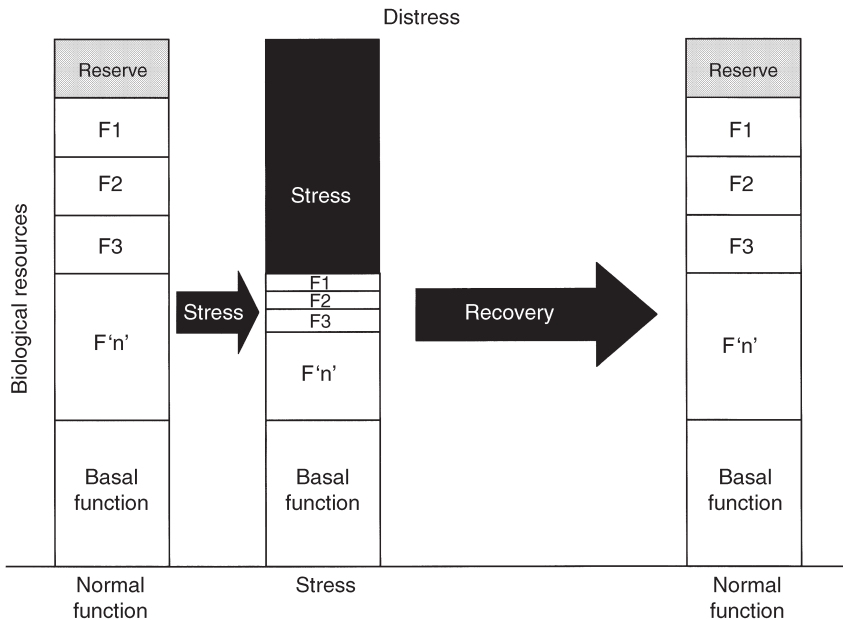 Distress
Biological resources
Reserve
F1
F2
F3
F‘n’
Basal
function
Normal
function
Stress
Stress
F1
F2
F3
F‘n’
Basal
function
Stress
Recovery
Reserve
F1
F2
F3
F‘n’
Basal
function
Normal
function